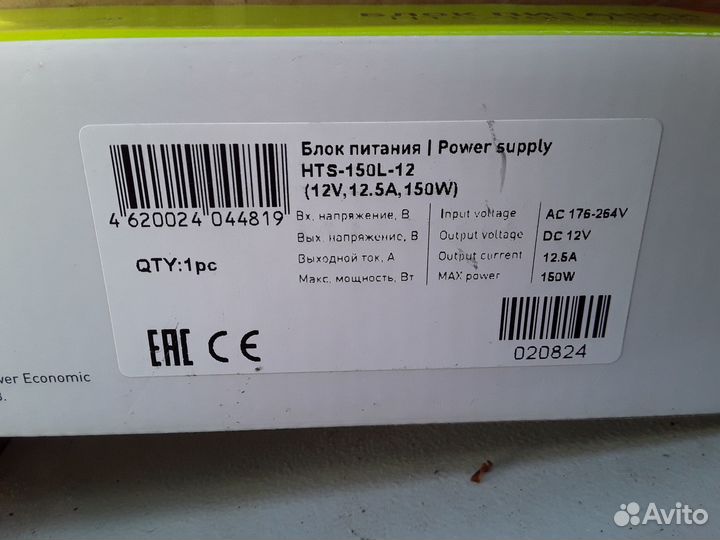 Блок питания | Power supply
HTS-150L-12
(12V,12.5A,150W)
4 620024 044819
Вх. напряжение, В Input voltage AC 176-264V
Вых. напряжение, В Output voltage DC 12V
Выходной ток, А Output current 12.5A
Макс. мощность, Вт MAX power 150W
QTY:1pc
EAC CE
020824
wer Economic
Avito